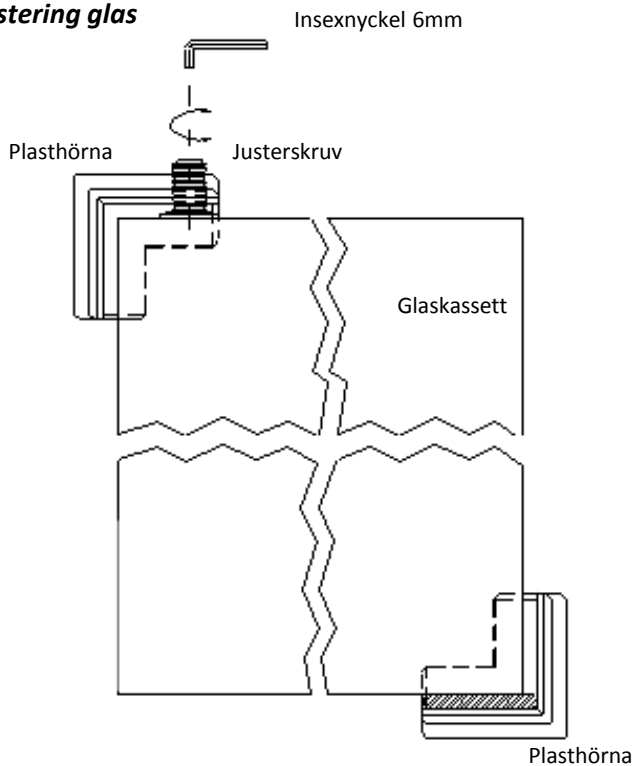 stering glas
Insexnyckel 6mm
Plasthörna
Justerskruv
Glaskassett
Plasthörna